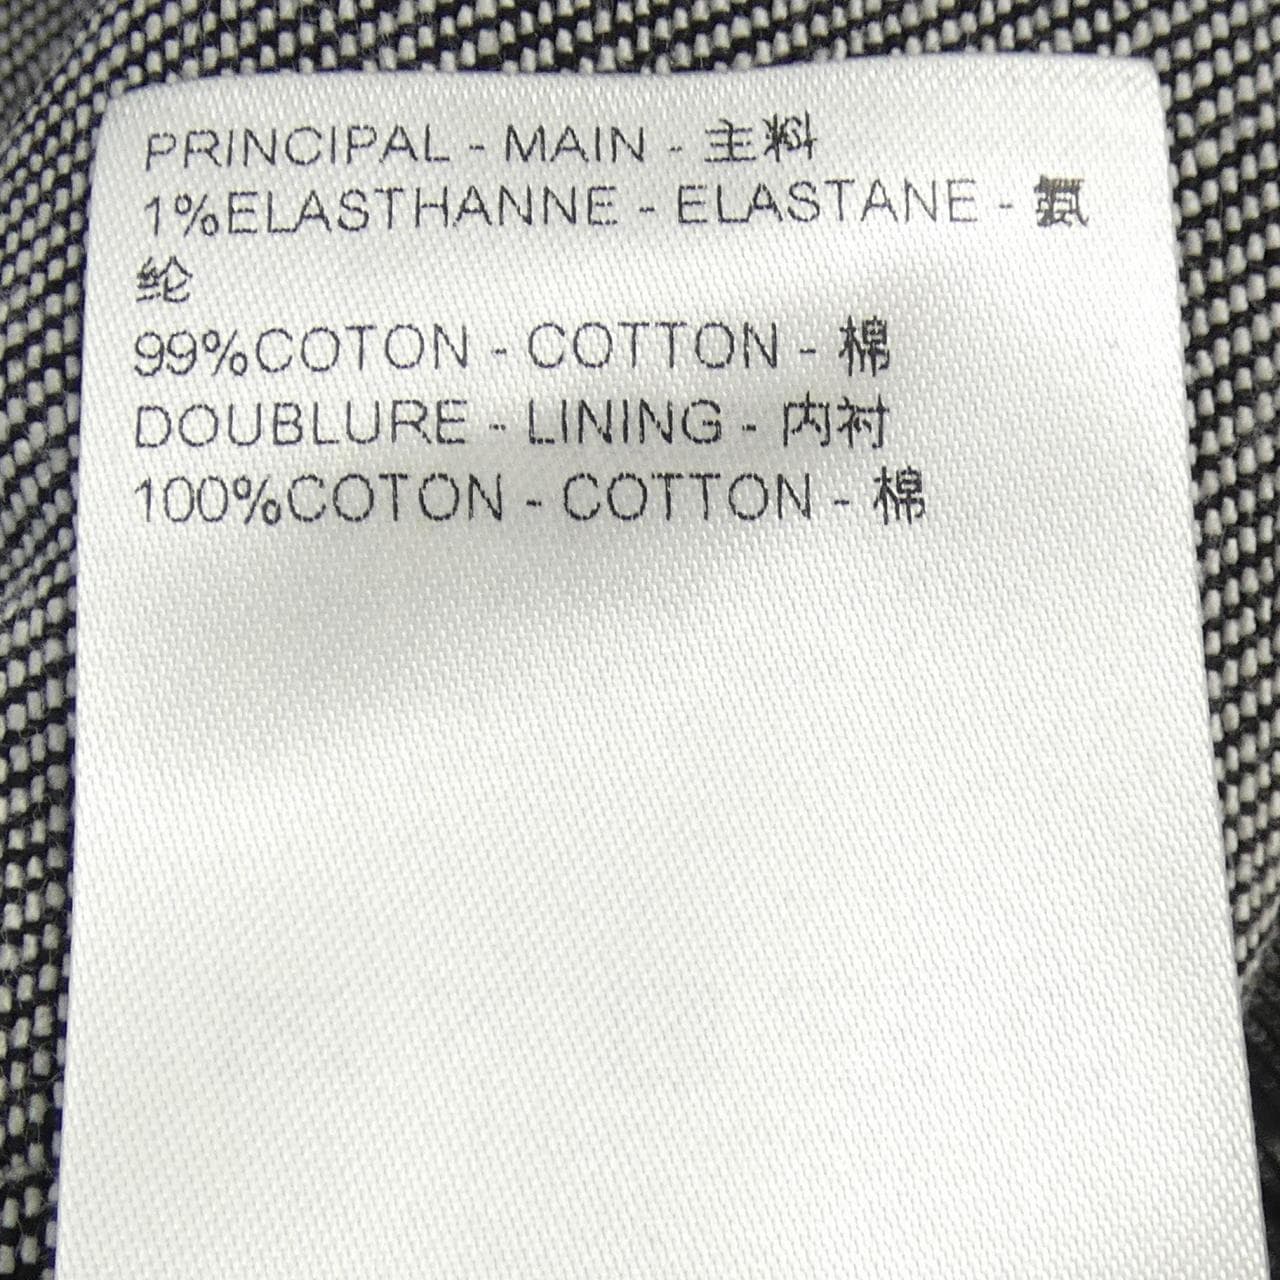 PRINCIPAL - MAIN - 主料
1%ELASTHANNE - ELASTANE - 氨
纶
99%COTON - COTTON - 棉
DOUBLURE - LINING - 内衬
100%COTON - COTTON - 棉